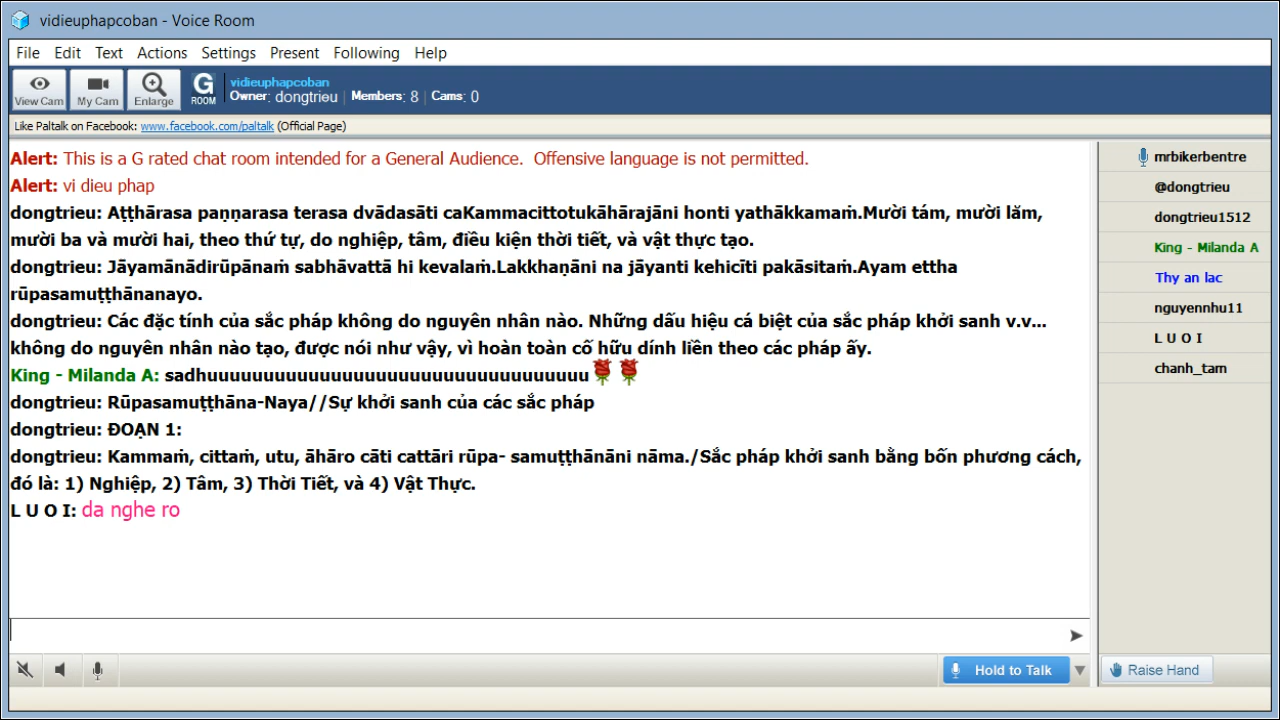 vidieuphapcoban - Voice Room
File Edit Text Actions Settings Present Following Help
View Cam My Cam Enlarge G ROOM vidieuphapcoban
Owner: dongtrieu | Members: 8 | Cams: 0
Like Paltalk on Facebook: www.facebook.com/paltalk (Official Page)
Alert: This is a G rated chat room intended for a General Audience. Offensive language is not permitted.
Alert: vi dieu phap
dongtrieu: Aṭṭhārasa paṇṇarasa terasa dvādasāti caKammacittotukāhārajāni honti yathākkamaṁ.Mười tám, mười lăm,
mười ba và mười hai, theo thứ tự, do nghiệp, tâm, điều kiện thời tiết, và vật thực tạo.
dongtrieu: Jāyamānādirūpānaṁ sabhāvattā hi kevalaṁ.Lakkhaṇāni na jāyanti kehicīti pakāsitaṁ.Ayam ettha
rūpasamuṭṭhānanayo.
dongtrieu: Các đặc tính của sắc pháp không do nguyên nhân nào. Những dấu hiệu cá biệt của sắc pháp khởi sanh v.v...
không do nguyên nhân nào tạo, được nói như vậy, vì hoàn toàn cố hữu dính liền theo các pháp ấy.
King - Milanda A: sadhuuuuuuuuuuuuuuuuuuuuuuuuuuuuuuuuuu
dongtrieu: Rūpasamuṭṭhāna-Naya//Sự khởi sanh của các sắc pháp
dongtrieu: ĐOẠN 1:
dongtrieu: Kammaṁ, cittaṁ, utu, āhāro cāti cattāri rūpa- samuṭṭhānāni nāma./Sắc pháp khởi sanh bằng bốn phương cách,
đó là: 1) Nghiệp, 2) Tâm, 3) Thời Tiết, và 4) Vật Thực.
L U O I: da nghe ro
mrbikerbentre
@dongtrieu
dongtrieu1512
King - Milanda A
Thy an lac
nguyennhu11
L U O I
chanh_tam
Hold to Talk
Raise Hand